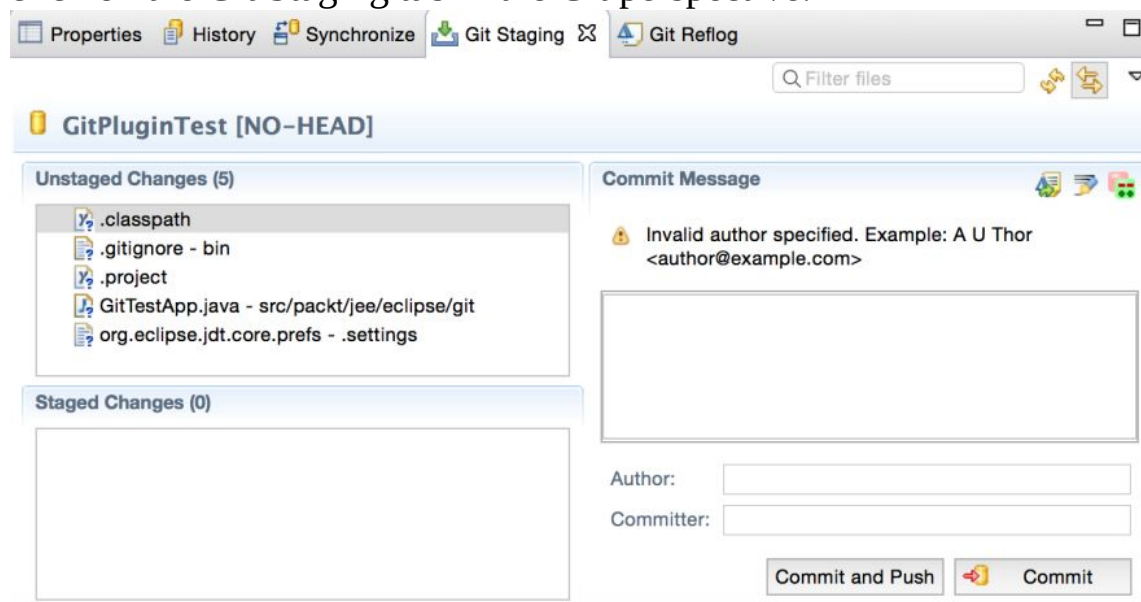 Properties History Synchronize Git Staging Git Reflog
Filter files
GitPluginTest [NO-HEAD]
Unstaged Changes (5)
.classpath
.gitignore - bin
.project
GitTestApp.java - src/packt/jee/eclipse/git
org.eclipse.jdt.core.prefs - .settings
Staged Changes (0)
Commit Message
Invalid author specified. Example: A U Thor
<author@example.com>
Author:
Committer:
Commit and Push Commit